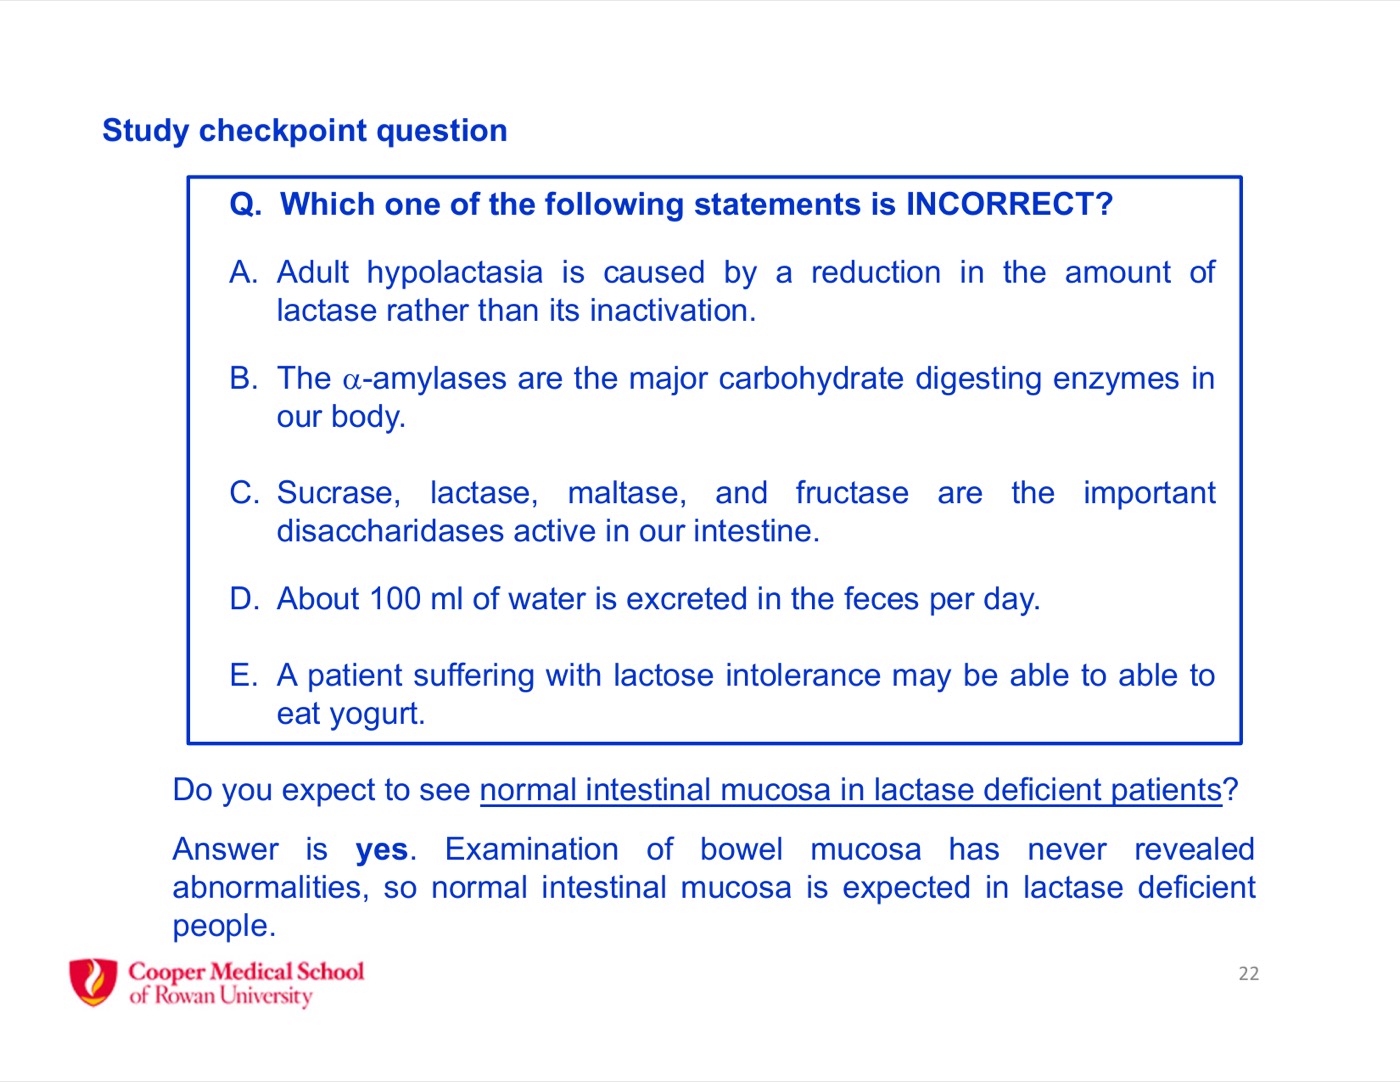 Study checkpoint question
Q. Which one of the following statements is INCORRECT?
A. Adult hypolactasia is caused by a reduction in the amount of
lactase rather than its inactivation.
B. The α-amylases are the major carbohydrate digesting enzymes in
our body.
C. Sucrase, lactase, maltase, and fructase are the important
disaccharidases active in our intestine.
D. About 100 ml of water is excreted in the feces per day.
E. A patient suffering with lactose intolerance may be able to able to
eat yogurt.
Do you expect to see normal intestinal mucosa in lactase deficient patients?
Answer is yes. Examination of bowel mucosa has never revealed
abnormalities, so normal intestinal mucosa is expected in lactase deficient
people.
Cooper Medical School
of Rowan University
22